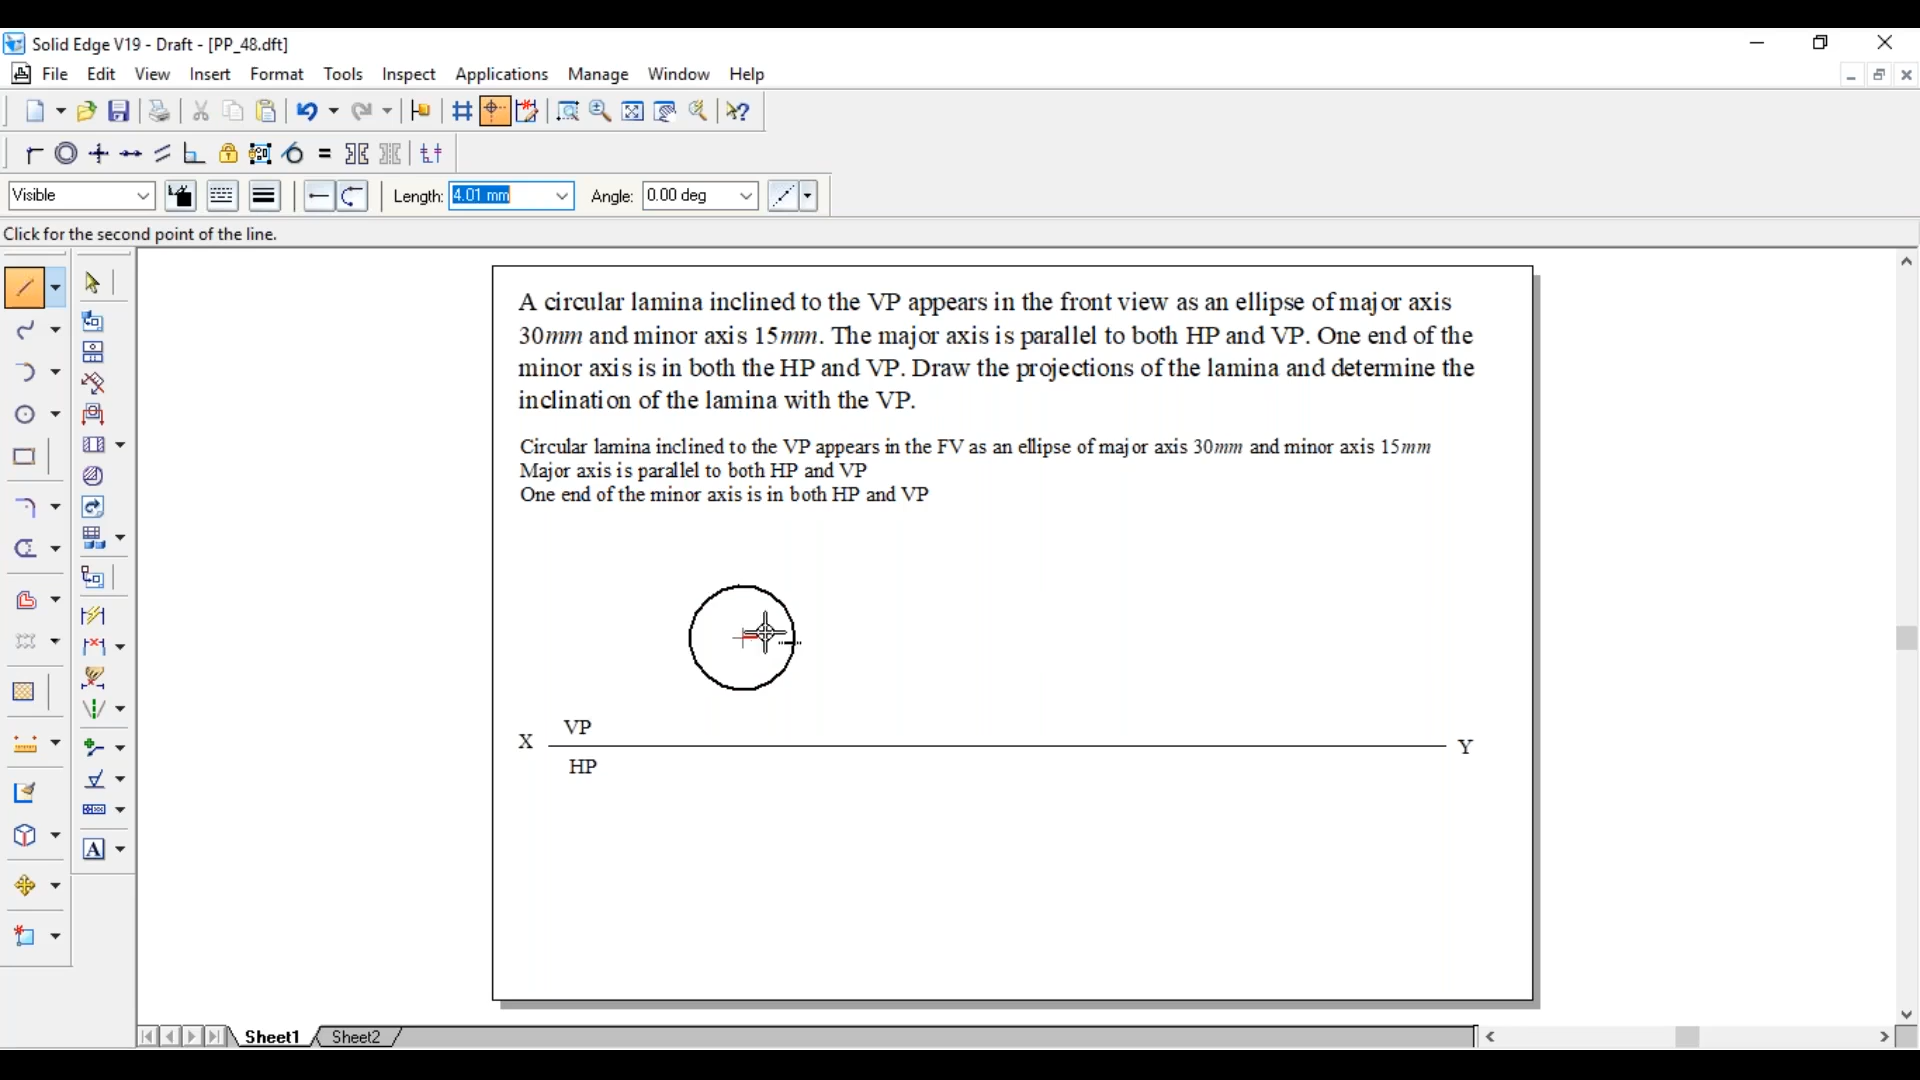 Solid Edge V19 - Draft - [PP_48.dft]
File Edit View Insert Format Tools Inspect Applications Manage Window Help
Visible Length: 4.01 mm Angle: 0.00 deg
Click for the second point of the line.
A circular lamina inclined to the VP appears in the front view as an ellipse of major axis
30mm and minor axis 15mm. The major axis is parallel to both HP and VP. One end of the
minor axis is in both the HP and VP. Draw the projections of the lamina and determine the
inclination of the lamina with the VP.
Circular lamina inclined to the VP appears in the FV as an ellipse of major axis 30mm and minor axis 15mm
Major axis is parallel to both HP and VP
One end of the minor axis is in both HP and VP
VP
X Y
HP
A
Sheet1 Sheet2